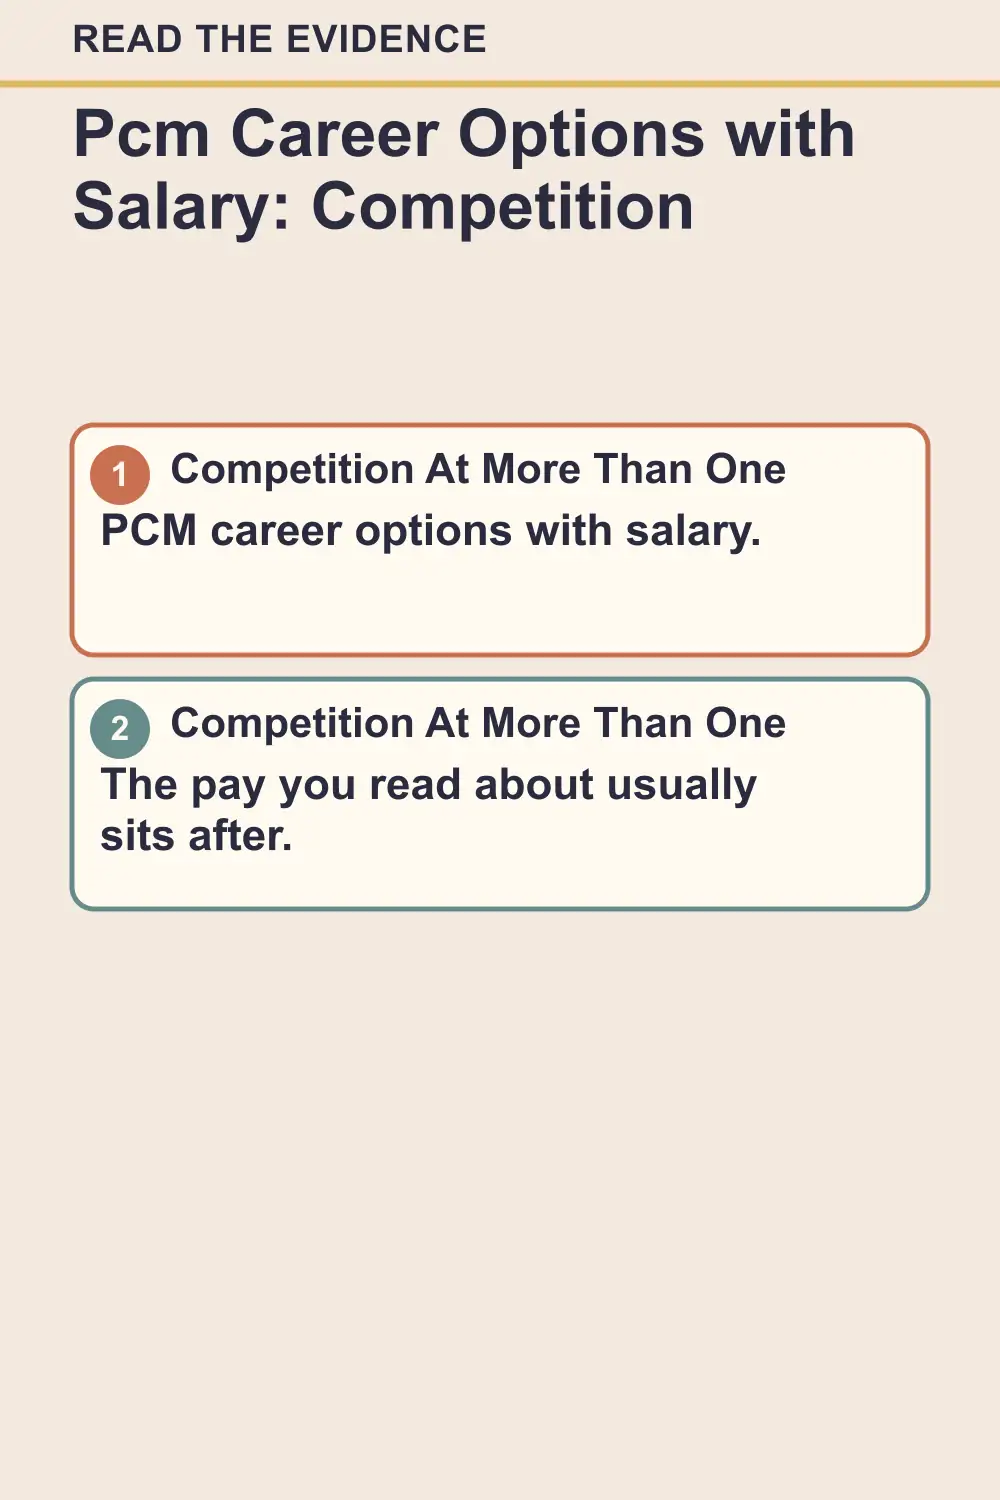 READ THE EVIDENCE
Pcm Career Options with
Salary: Competition
1 Competition At More Than One
PCM career options with salary.
2 Competition At More Than One
The pay you read about usually
sits after.